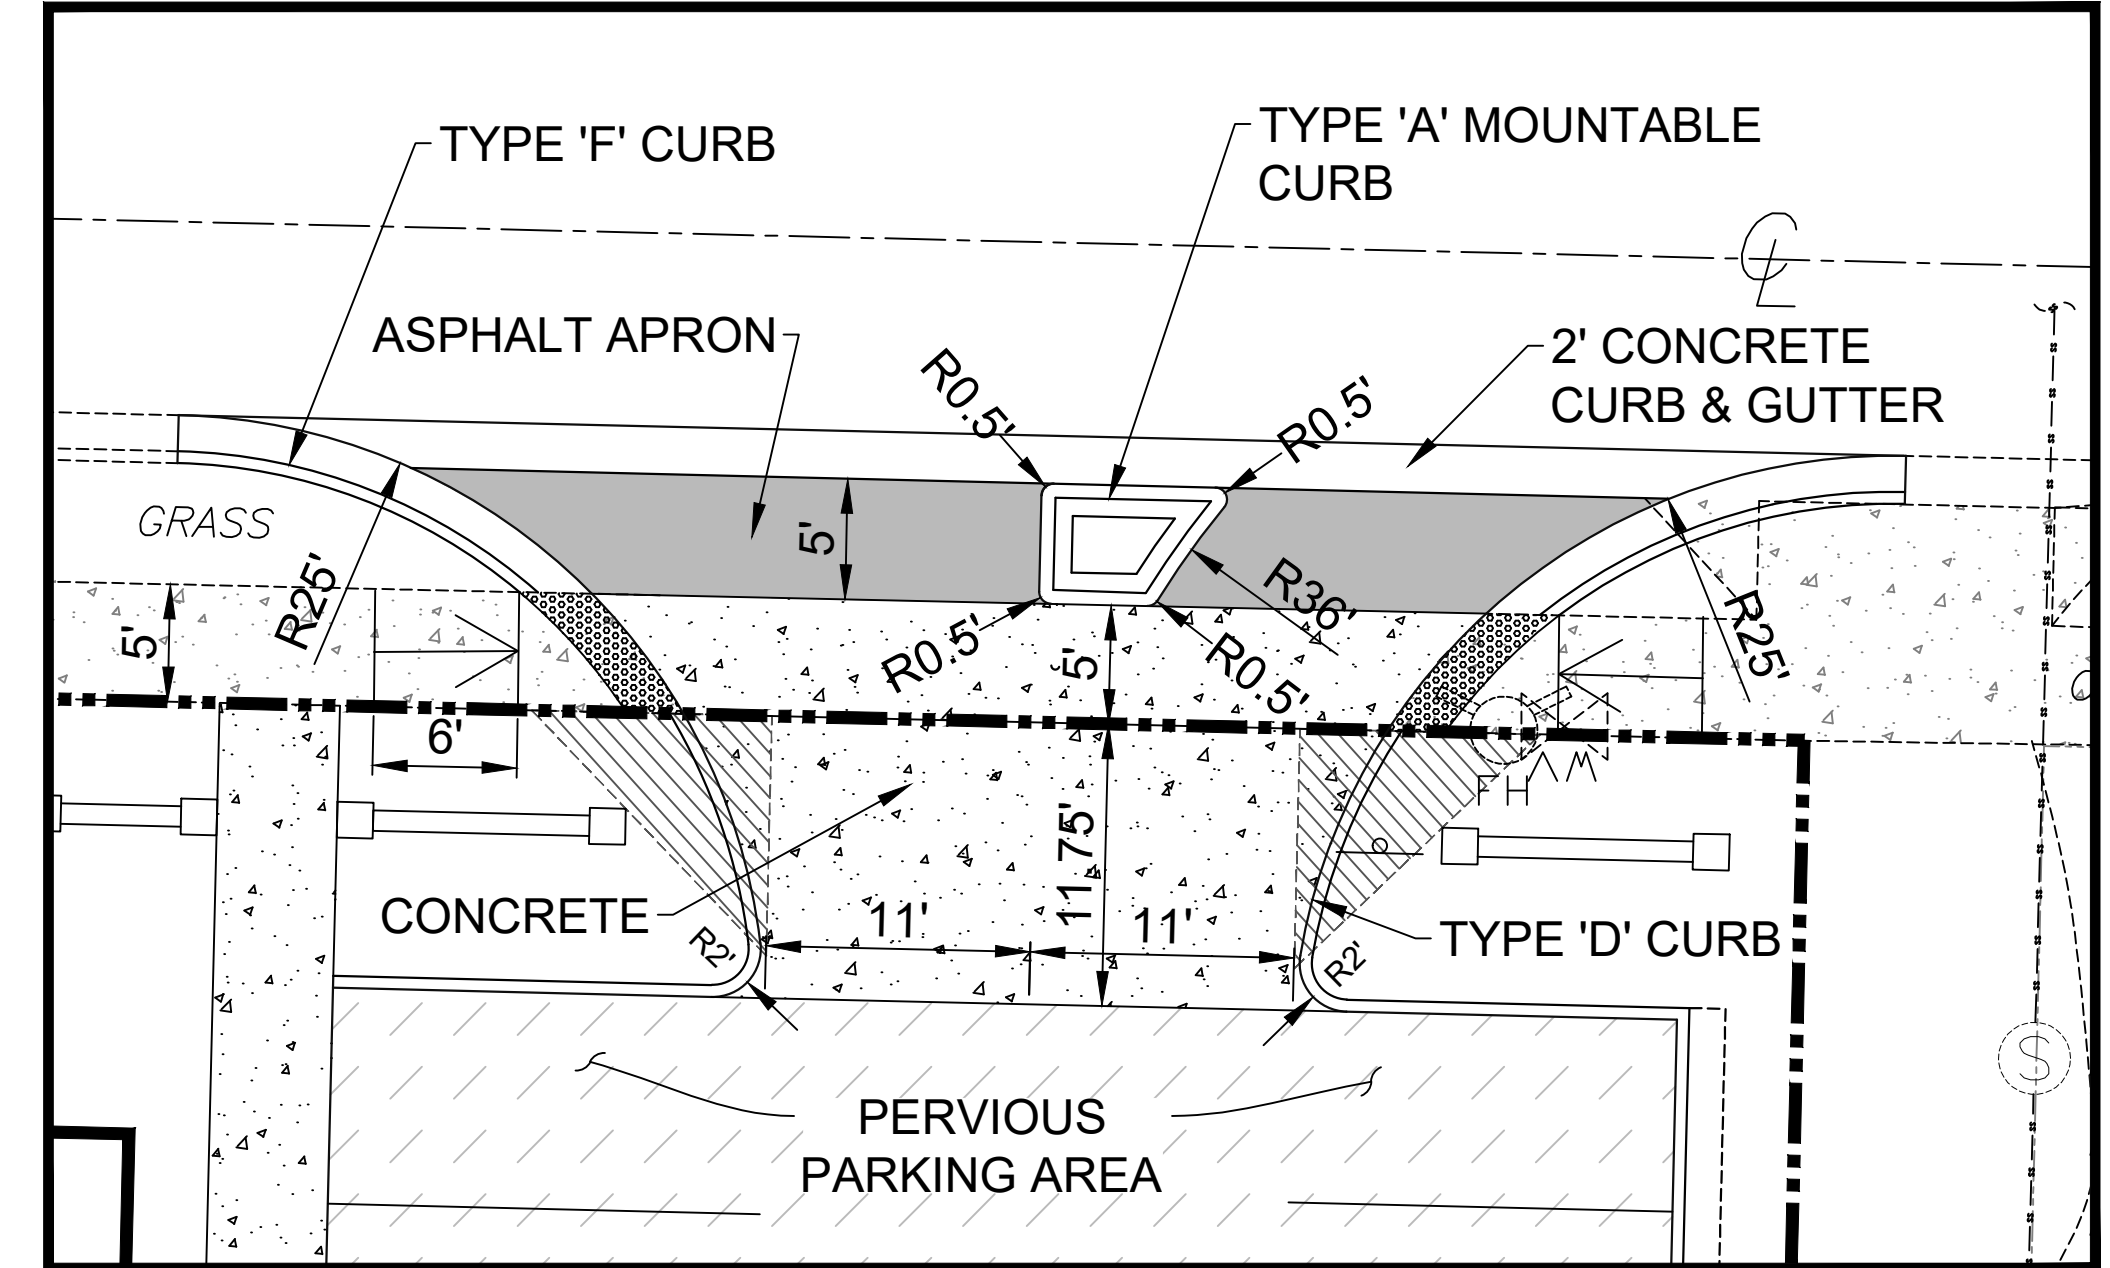 TYPE 'F' CURB
TYPE 'A' MOUNTABLE
CURB
℄
ASPHALT APRON
2' CONCRETE
CURB & GUTTER
R0.5'
R0.5'
GRASS
5'
R25'
R36'
R25'
5'
R0.5'
5'
R0.5'
6'
11.75'
CONCRETE
11'
11'
TYPE 'D' CURB
R2'
R2'
S
PERVIOUS
PARKING AREA